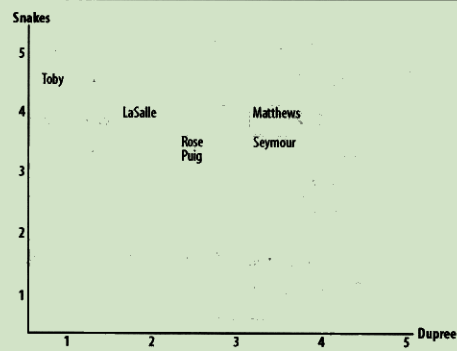 Snakes
5
Toby
4
LaSalle Matthews
Rose Seymour
Puig
3
2
1
Dupree
1 2 3 4 5